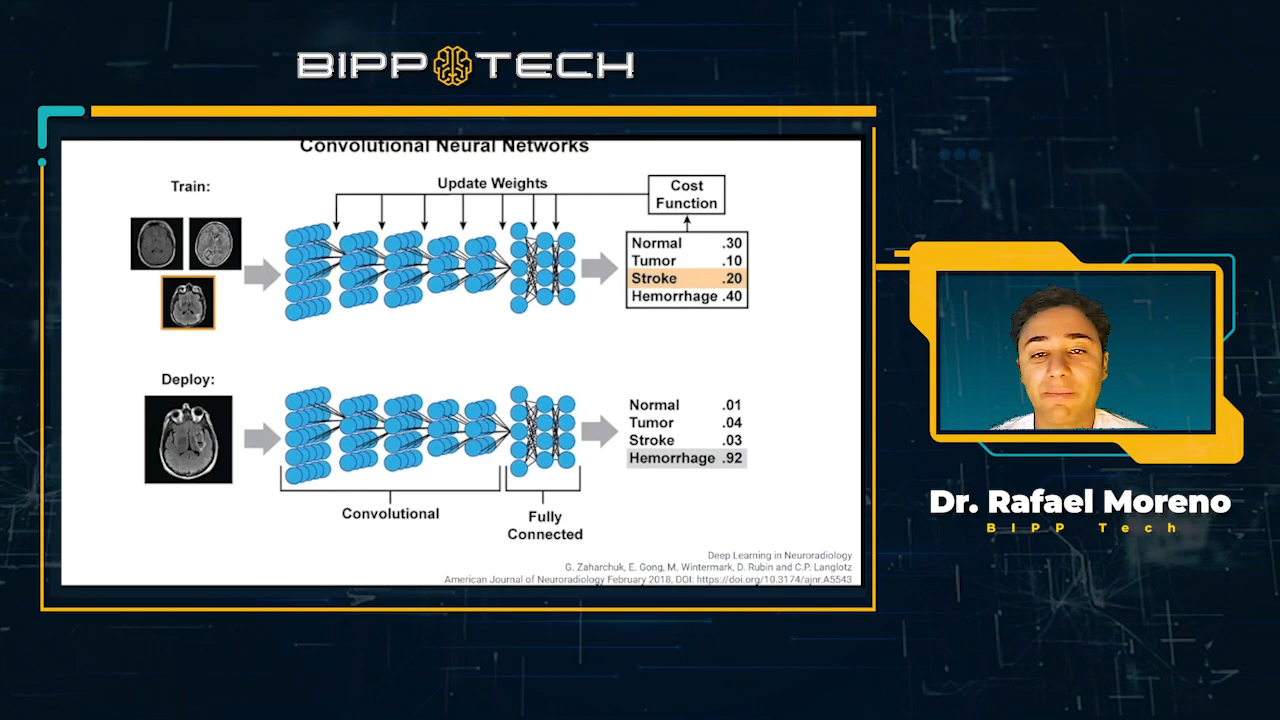 BIPP TECH
Convolutional Neural Networks
Train:
Update Weights
Cost
Function
Normal .30
Tumor .10
Stroke .20
Hemorrhage .40
Deploy:
Normal .01
Tumor .04
Stroke .03
Hemorrhage .92
Convolutional
Fully
Connected
Deep Learning in Neuroradiology
G. Zaharchuk, E. Gong, M. Wintermark, D. Rubin and C.P. Langlotz
American Journal of Neuroradiology February 2018, DOI: https://doi.org/10.3174/ajnr.A5543
Dr. Rafael Moreno
BIPP Tech